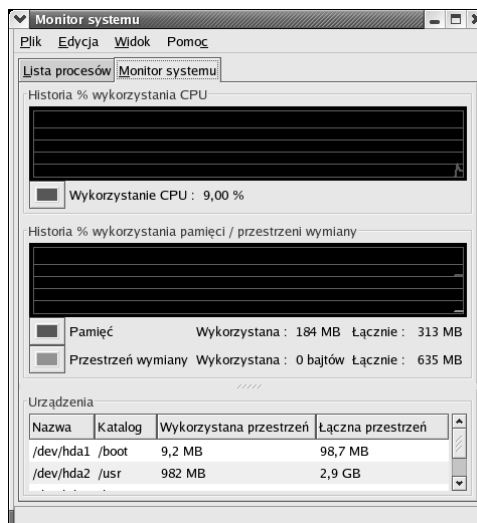 Monitor systemu
Plik Edycja Widok Pomoc
Lista procesów Monitor systemu
Historia % wykorzystania CPU
Wykorzystanie CPU : 9,00 %
Historia % wykorzystania pamięci / przestrzeni wymiany
Pamięć Wykorzystana : 184 MB Łącznie : 313 MB
Przestrzeń wymiany Wykorzystana : 0 bajtów Łącznie : 635 MB
Urządzenia
Nazwa Katalog Wykorzystana przestrzeń Łączna przestrzeń
/dev/hda1 /boot 9,2 MB 98,7 MB
/dev/hda2 /usr 982 MB 2,9 GB